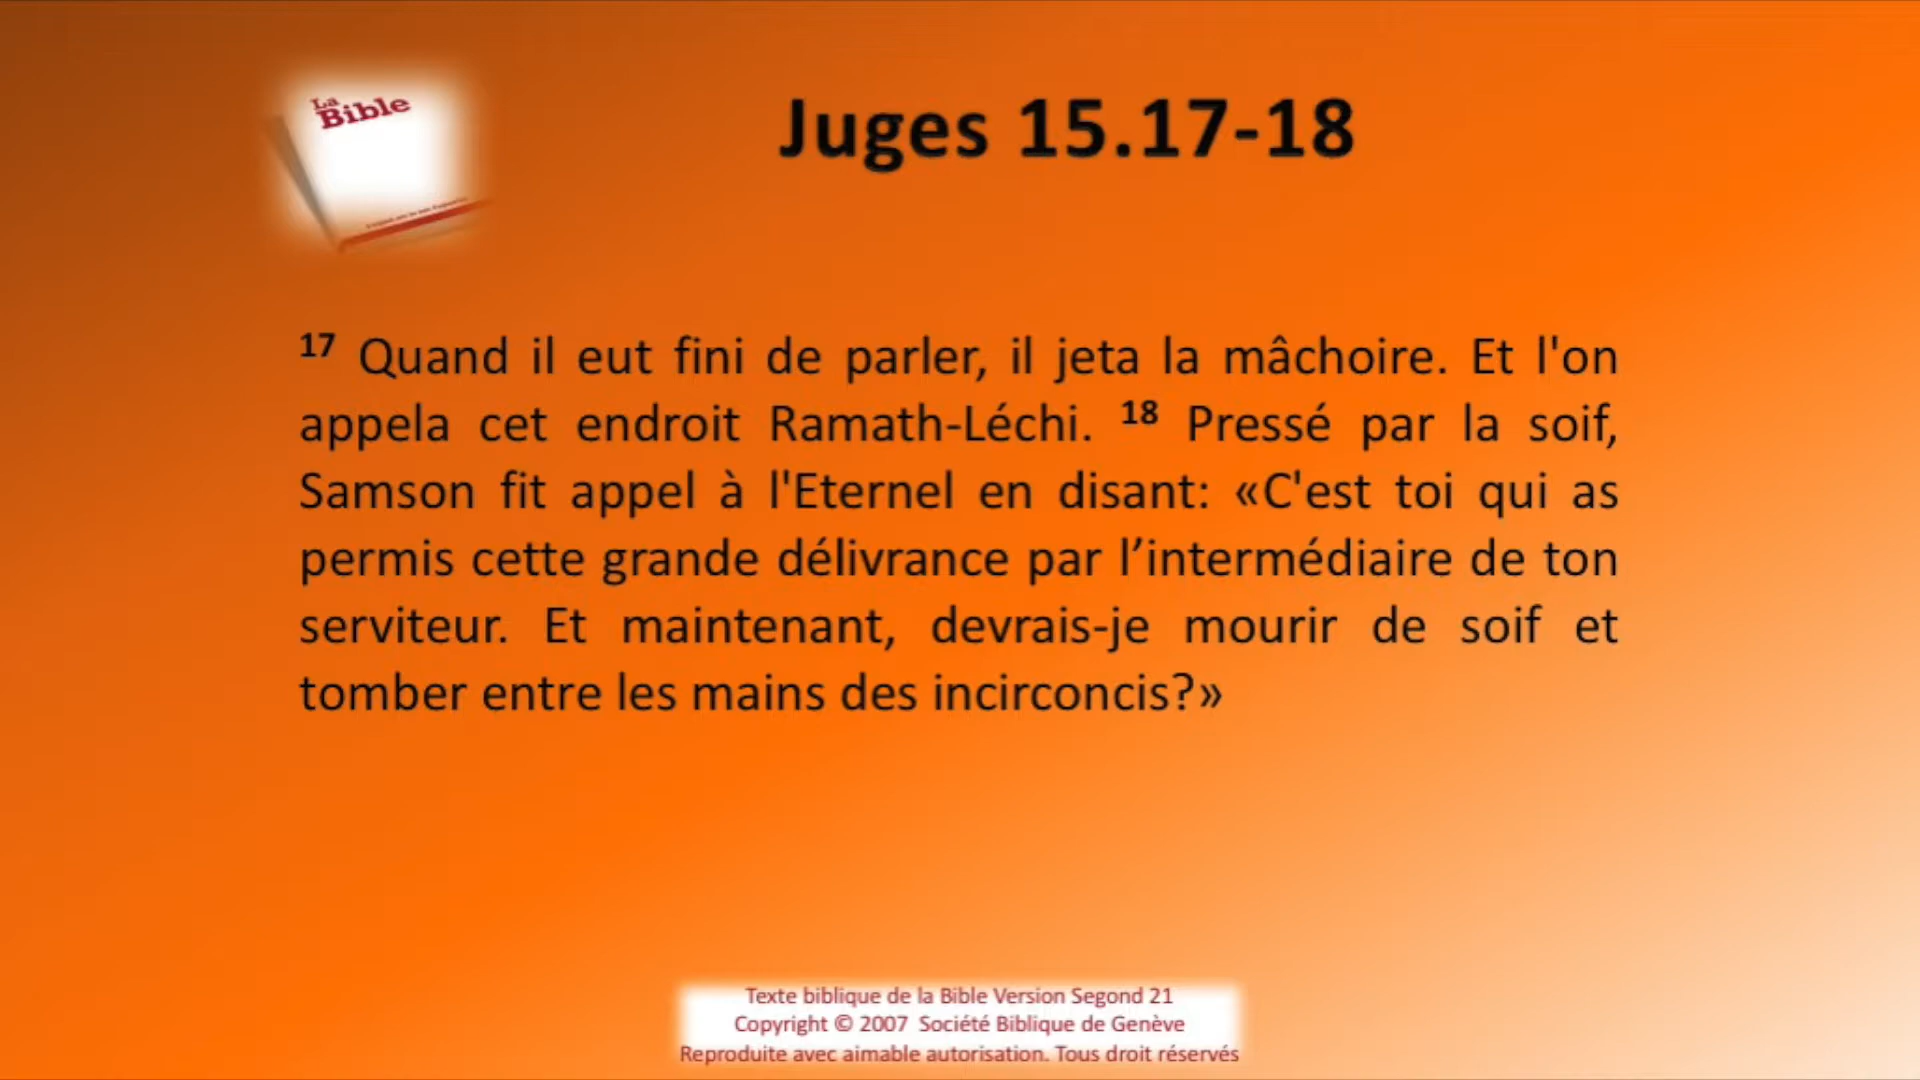 La
Bible
Juges 15.17-18
17 Quand il eut fini de parler, il jeta la mâchoire. Et l'on
appela cet endroit Ramath-Léchi. 18 Pressé par la soif,
Samson fit appel à l'Eternel en disant: «C'est toi qui as
permis cette grande délivrance par l’intermédiaire de ton
serviteur. Et maintenant, devrais-je mourir de soif et
tomber entre les mains des incirconcis?»
Texte biblique de la Bible Version Segond 21
Copyright © 2007 Société Biblique de Genève
Reproduite avec aimable autorisation. Tous droit réservés